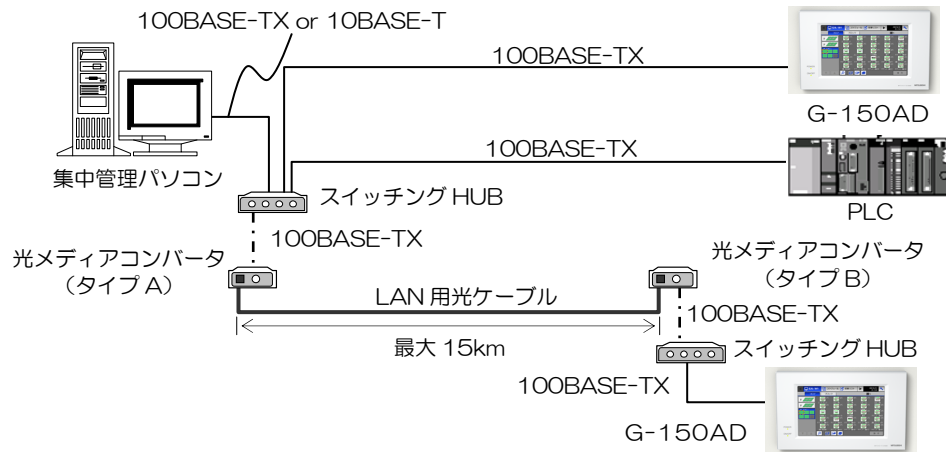 100BASE-TX or 10BASE-T
100BASE-TX
G-150AD
集中管理パソコン
100BASE-TX
PLC
スイッチング HUB
100BASE-TX
光メディアコンバータ
（タイプ A）
光メディアコンバータ
（タイプ B）
LAN 用光ケーブル
100BASE-TX
最大 15km
スイッチング HUB
100BASE-TX
G-150AD